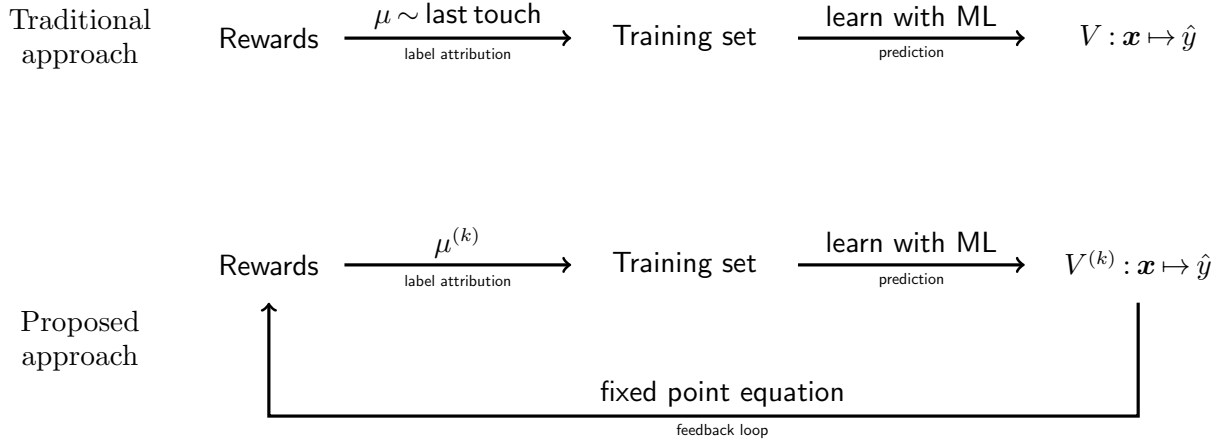 Traditional
approach
Rewards
μ ∼ last touch
label attribution
Training set
learn with ML
prediction
V : x ↦ ŷ
Rewards
μ^(k)
label attribution
Training set
learn with ML
prediction
V^(k) : x ↦ ŷ
Proposed
approach
fixed point equation
feedback loop